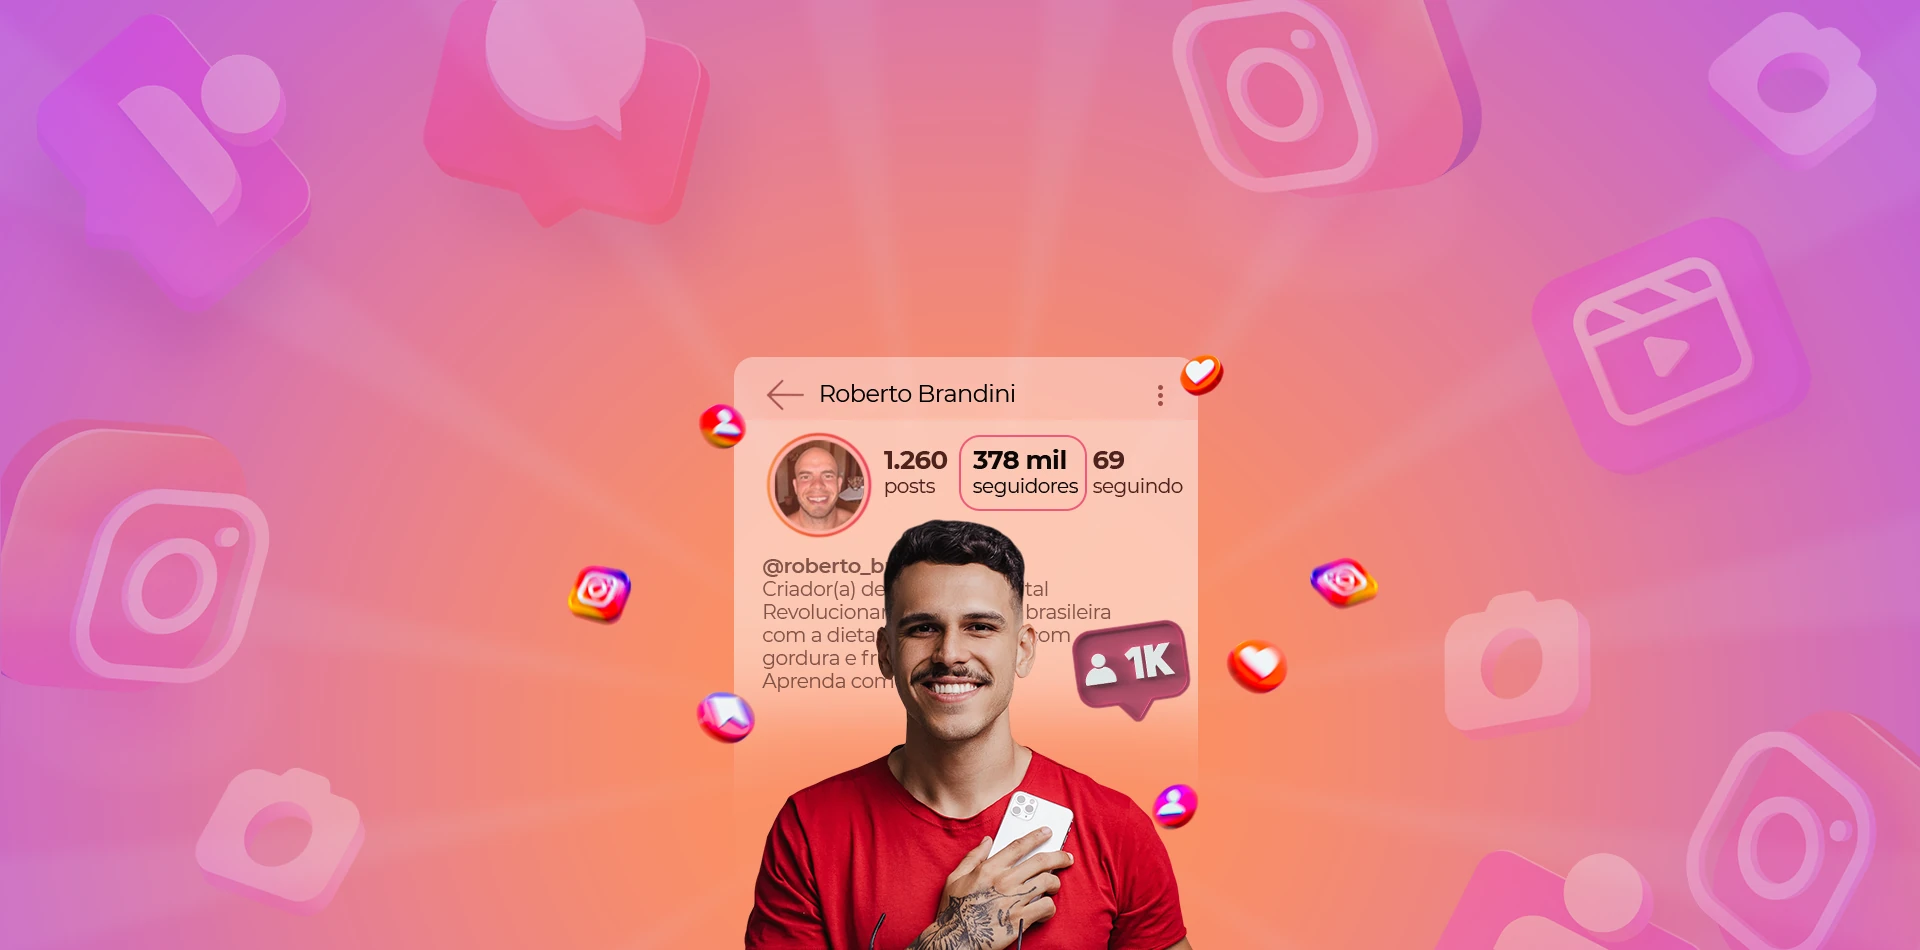 Roberto Brandini
1.260 378 mil 69
posts seguidores seguindo
@roberto_b
Criador(a) de tal
Revolucionar brasileira
com a dieta com
gordura e fr
Aprenda com
1K